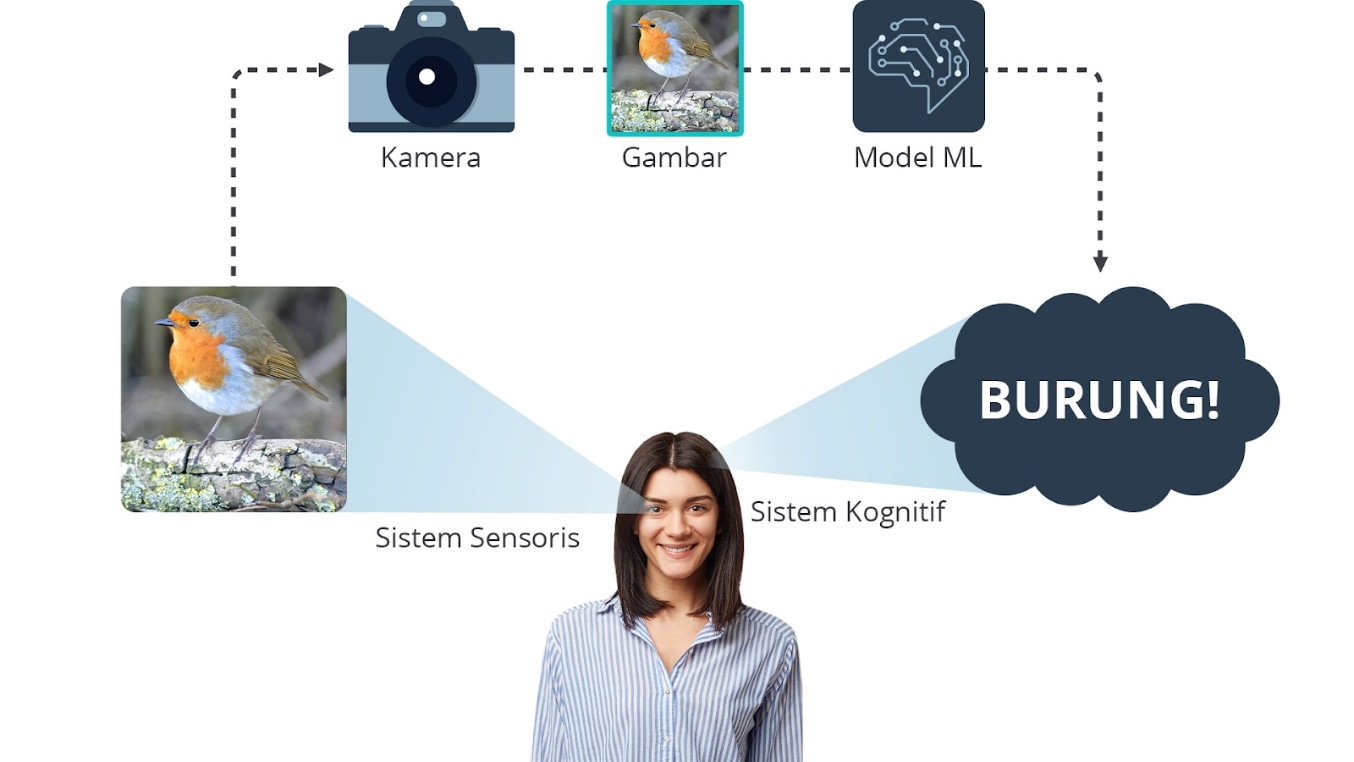 Kamera
Gambar
Model ML
BURUNG!
Sistem Kognitif
Sistem Sensoris